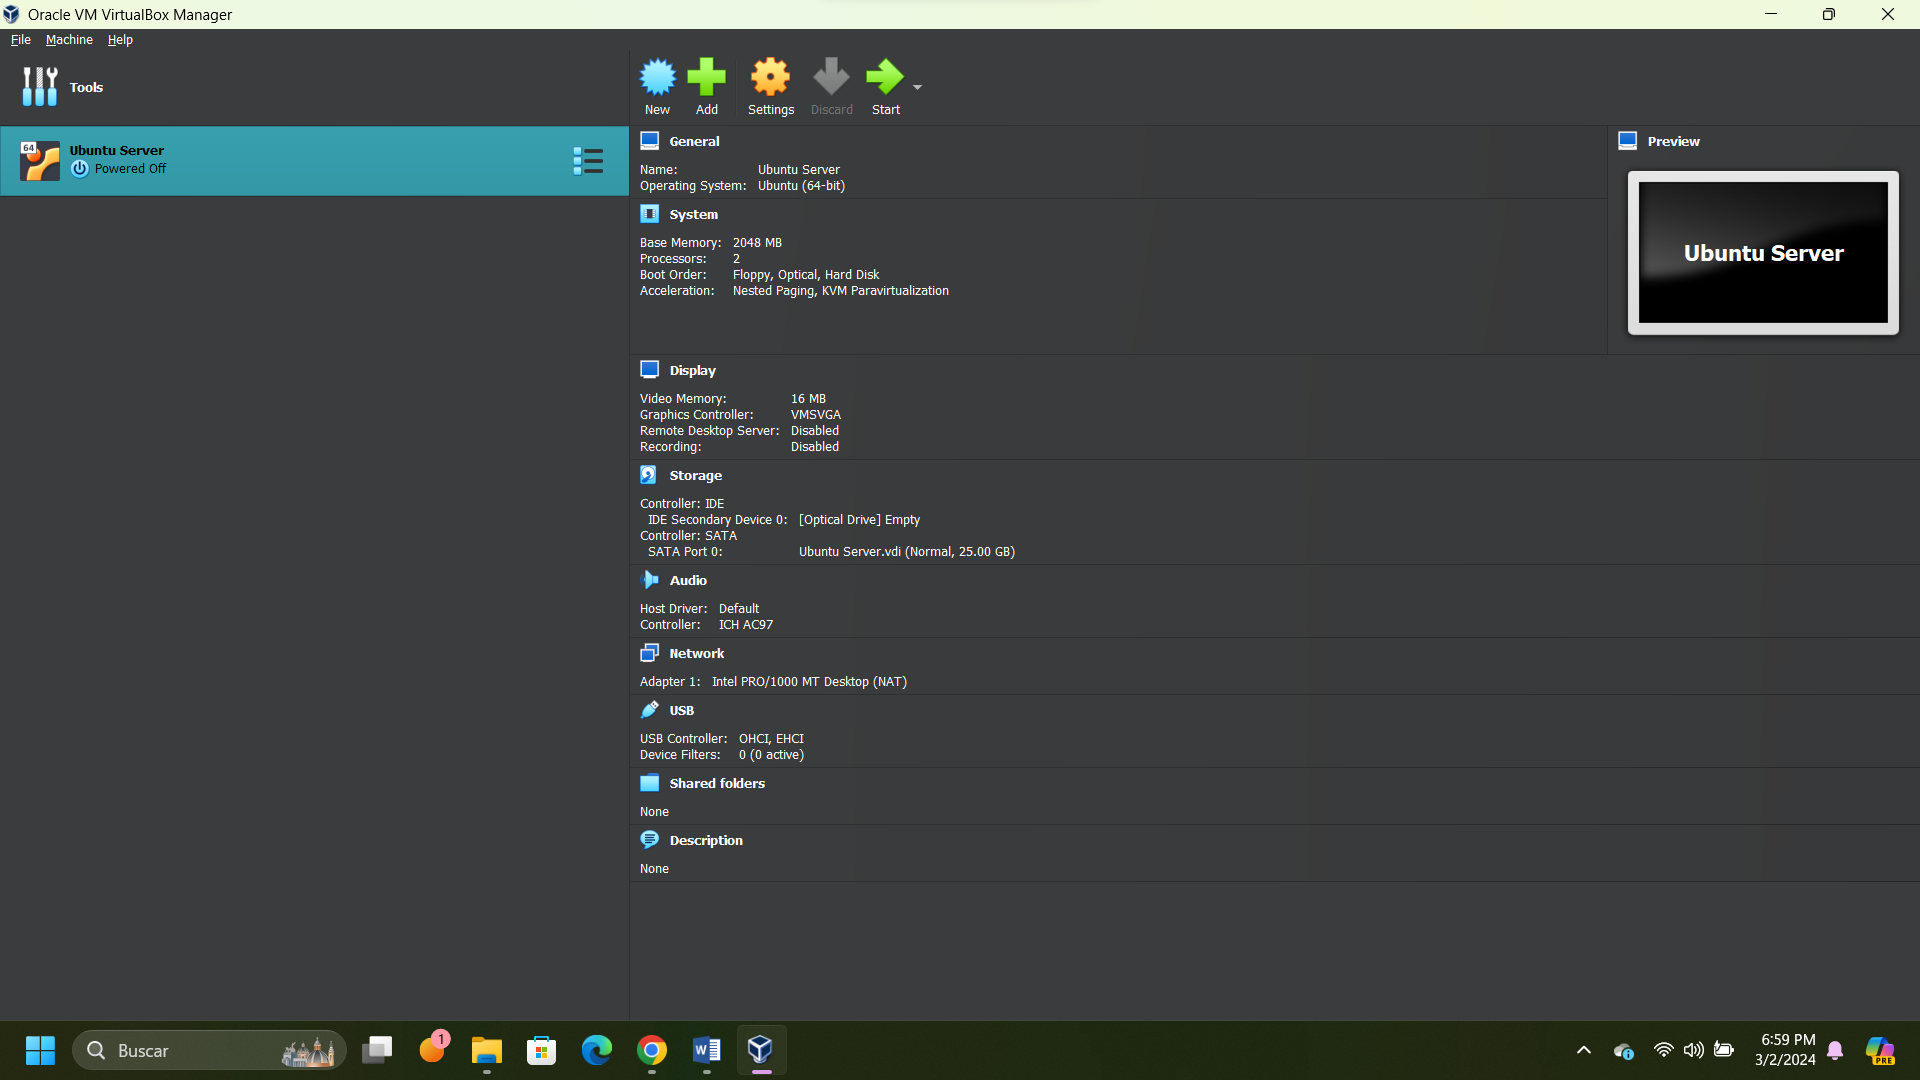 Oracle VM VirtualBox Manager
File Machine Help
Tools
New Add Settings Discard Start
64
Ubuntu Server
Powered Off
General
Name: Ubuntu Server
Operating System: Ubuntu (64-bit)
Preview
Ubuntu Server
System
Base Memory: 2048 MB
Processors: 2
Boot Order: Floppy, Optical, Hard Disk
Acceleration: Nested Paging, KVM Paravirtualization
Display
Video Memory: 16 MB
Graphics Controller: VMSVGA
Remote Desktop Server: Disabled
Recording: Disabled
Storage
Controller: IDE
IDE Secondary Device 0: [Optical Drive] Empty
Controller: SATA
SATA Port 0: Ubuntu Server.vdi (Normal, 25.00 GB)
Audio
Host Driver: Default
Controller: ICH AC97
Network
Adapter 1: Intel PRO/1000 MT Desktop (NAT)
USB
USB Controller: OHCI, EHCI
Device Filters: 0 (0 active)
Shared folders
None
Description
None
Buscar
1
W
6:59 PM
3/2/2024
PRE